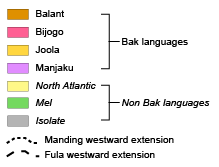 Balant
Bijogo
Joola
Manjaku
Bak languages
North Atlantic
Mel
Isolate
Non Bak languages
Manding westward extension
Fula westward extension